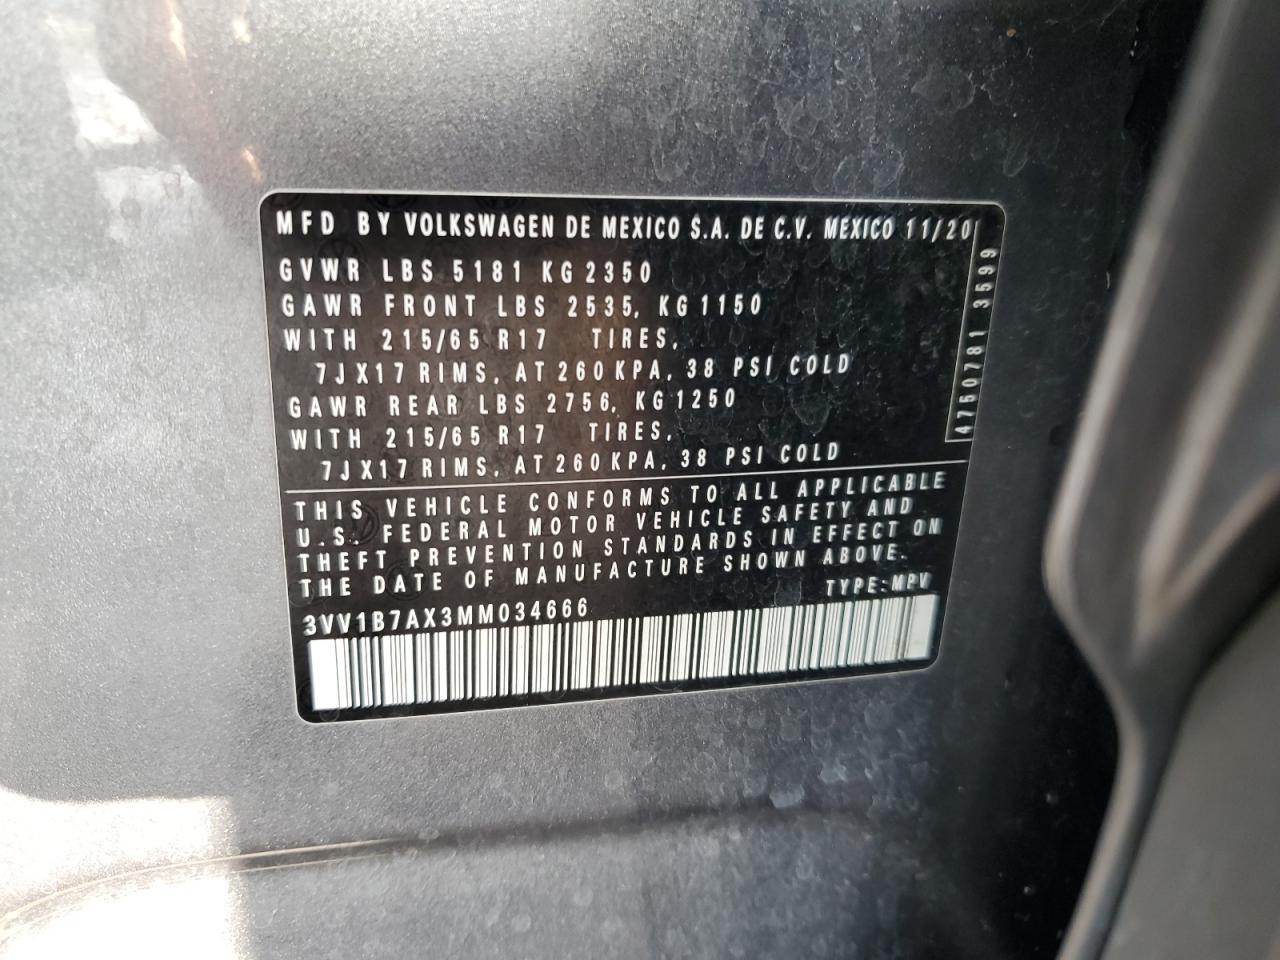 MFD BY VOLKSWAGEN DE MEXICO S.A. DE C.V. MEXICO 11/20
GVWR LBS 5181 KG 2350
GAWR FRONT LBS 2535, KG 1150
WITH 215/65 R17 TIRES,
7J X17 RIMS, AT 260 KPA, 38 PSI COLD
GAWR REAR LBS 2756, KG 1250
WITH 215/65 R17 TIRES,
7J X17 RIMS, AT 260 KPA, 38 PSI COLD
4750781 3599
THIS VEHICLE CONFORMS TO ALL APPLICABLE
U.S. FEDERAL MOTOR VEHICLE SAFETY AND
THEFT PREVENTION STANDARDS IN EFFECT ON
THE DATE OF MANUFACTURE SHOWN ABOVE.
TYPE:MPV
3VV1B7AX3MM034666